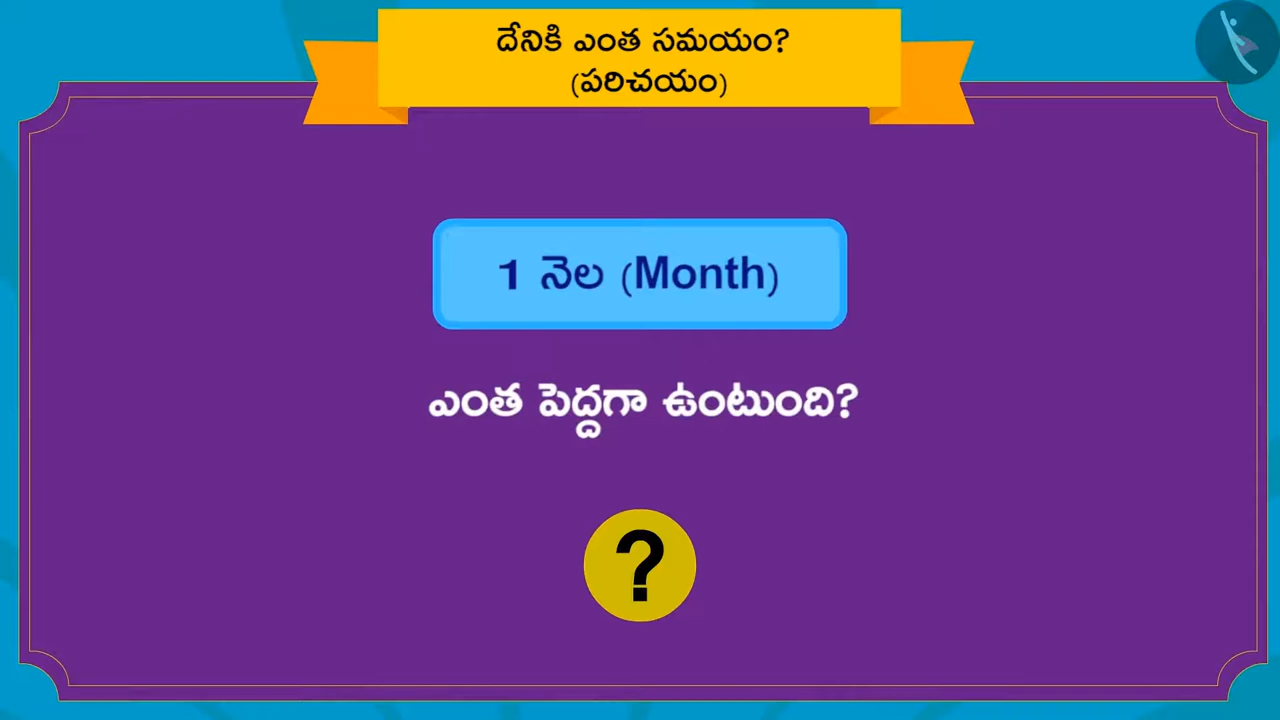 దేనికి ఎంత సమయం?
(పరిచయం)
1 నెల (Month)
ఎంత పెద్దగా ఉంటుంది?
?